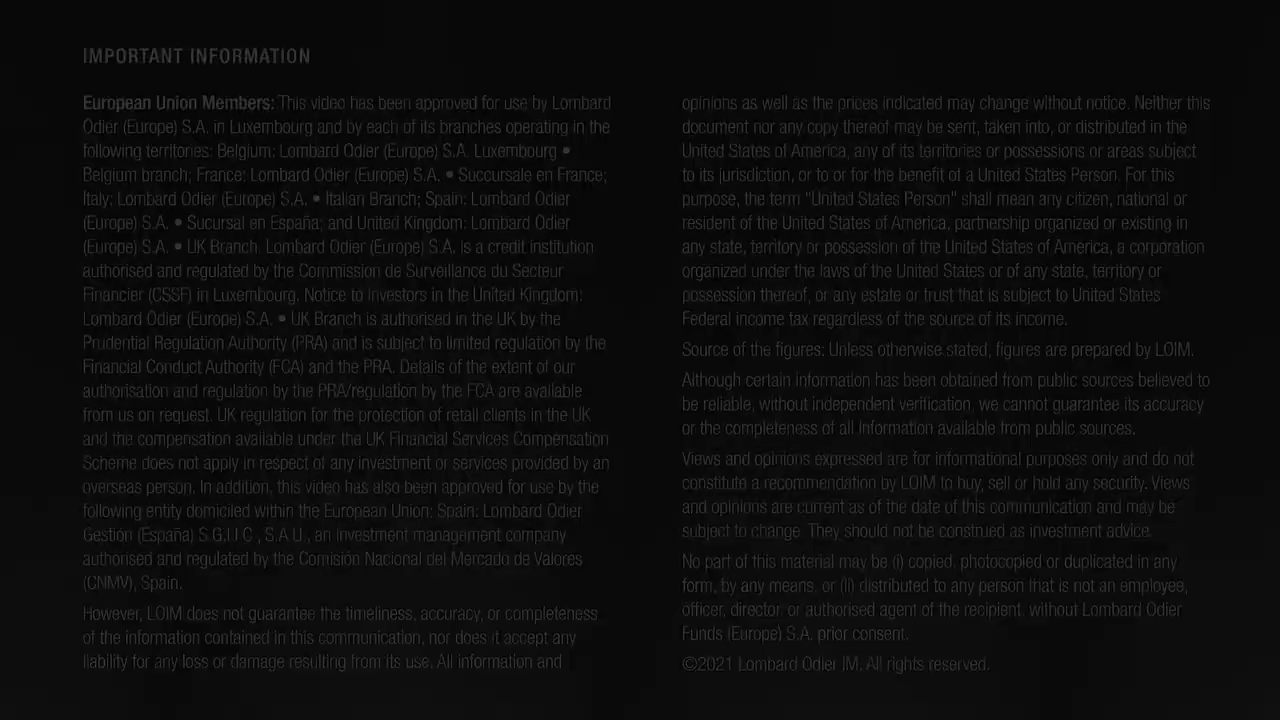 IMPORTANT INFORMATION
European Union Members: This video has been approved for use by Lombard
Odier (Europe) S.A. in Luxembourg and by each of its branches operating in the
following territories: Belgium: Lombard Odier (Europe) S.A. Luxembourg •
Belgium branch; France: Lombard Odier (Europe) S.A. • Succursale en France;
Italy: Lombard Odier (Europe) S.A. • Italian Branch; Spain: Lombard Odier
(Europe) S.A. • Sucursal en España; and United Kingdom: Lombard Odier
(Europe) S.A. • UK Branch. Lombard Odier (Europe) S.A. is a credit institution
authorised and regulated by the Commission de Surveillance du Secteur
Financier (CSSF) in Luxembourg. Notice to investors in the United Kingdom:
Lombard Odier (Europe) S.A. • UK Branch is authorised in the UK by the
Prudential Regulation Authority (PRA) and is subject to limited regulation by the
Financial Conduct Authority (FCA) and the PRA. Details of the extent of our
authorisation and regulation by the PRA/regulation by the FCA are available
from us on request. UK regulation for the protection of retail clients in the UK
and the compensation available under the UK Financial Services Compensation
Scheme does not apply in respect of any investment or services provided by an
overseas person. In addition, this video has also been approved for use by the
following entity domiciled within the European Union: Spain: Lombard Odier
Gestión (España) S.G.I.I.C., S.A.U., an investment management company
authorised and regulated by the Comisión Nacional del Mercado de Valores
(CNMV), Spain.
However, LOIM does not guarantee the timeliness, accuracy, or completeness
of the information contained in this communication, nor does it accept any
liability for any loss or damage resulting from its use. All information and
opinions as well as the prices indicated may change without notice. Neither this
document nor any copy thereof may be sent, taken into, or distributed in the
United States of America, any of its territories or possessions or areas subject
to its jurisdiction, or to or for the benefit of a United States Person. For this
purpose, the term "United States Person" shall mean any citizen, national or
resident of the United States of America, partnership organized or existing in
any state, territory or possession of the United States of America, a corporation
organized under the laws of the United States or of any state, territory or
possession thereof, or any estate or trust that is subject to United States
Federal income tax regardless of the source of its income.
Source of the figures: Unless otherwise stated, figures are prepared by LOIM.
Although certain information has been obtained from public sources believed to
be reliable, without independent verification, we cannot guarantee its accuracy
or the completeness of all information available from public sources.
Views and opinions expressed are for informational purposes only and do not
constitute a recommendation by LOIM to buy, sell or hold any security. Views
and opinions are current as of the date of this communication and may be
subject to change. They should not be construed as investment advice.
No part of this material may be (i) copied, photocopied or duplicated in any
form, by any means, or (ii) distributed to any person that is not an employee,
officer, director, or authorised agent of the recipient, without Lombard Odier
Funds (Europe) S.A. prior consent.
©2021 Lombard Odier IM. All rights reserved.